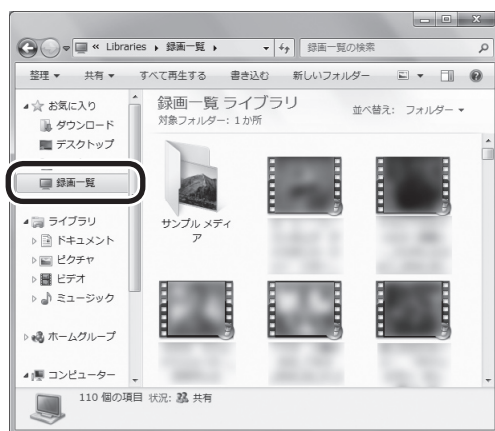 « Libraries ▸ 録画一覧 ▸
録画一覧の検索
整理 ▼ 共有 ▼ すべて再生する 書き込む 新しいフォルダー
お気に入り
ダウンロード
デスクトップ
録画一覧
ライブラリ
ドキュメント
ピクチャ
ビデオ
ミュージック
ホームグループ
コンピューター
録画一覧 ライブラリ
対象フォルダー: 1 か所
並べ替え: フォルダー ▼
サンプル メディ
ア
110 個の項目 状況: 共有